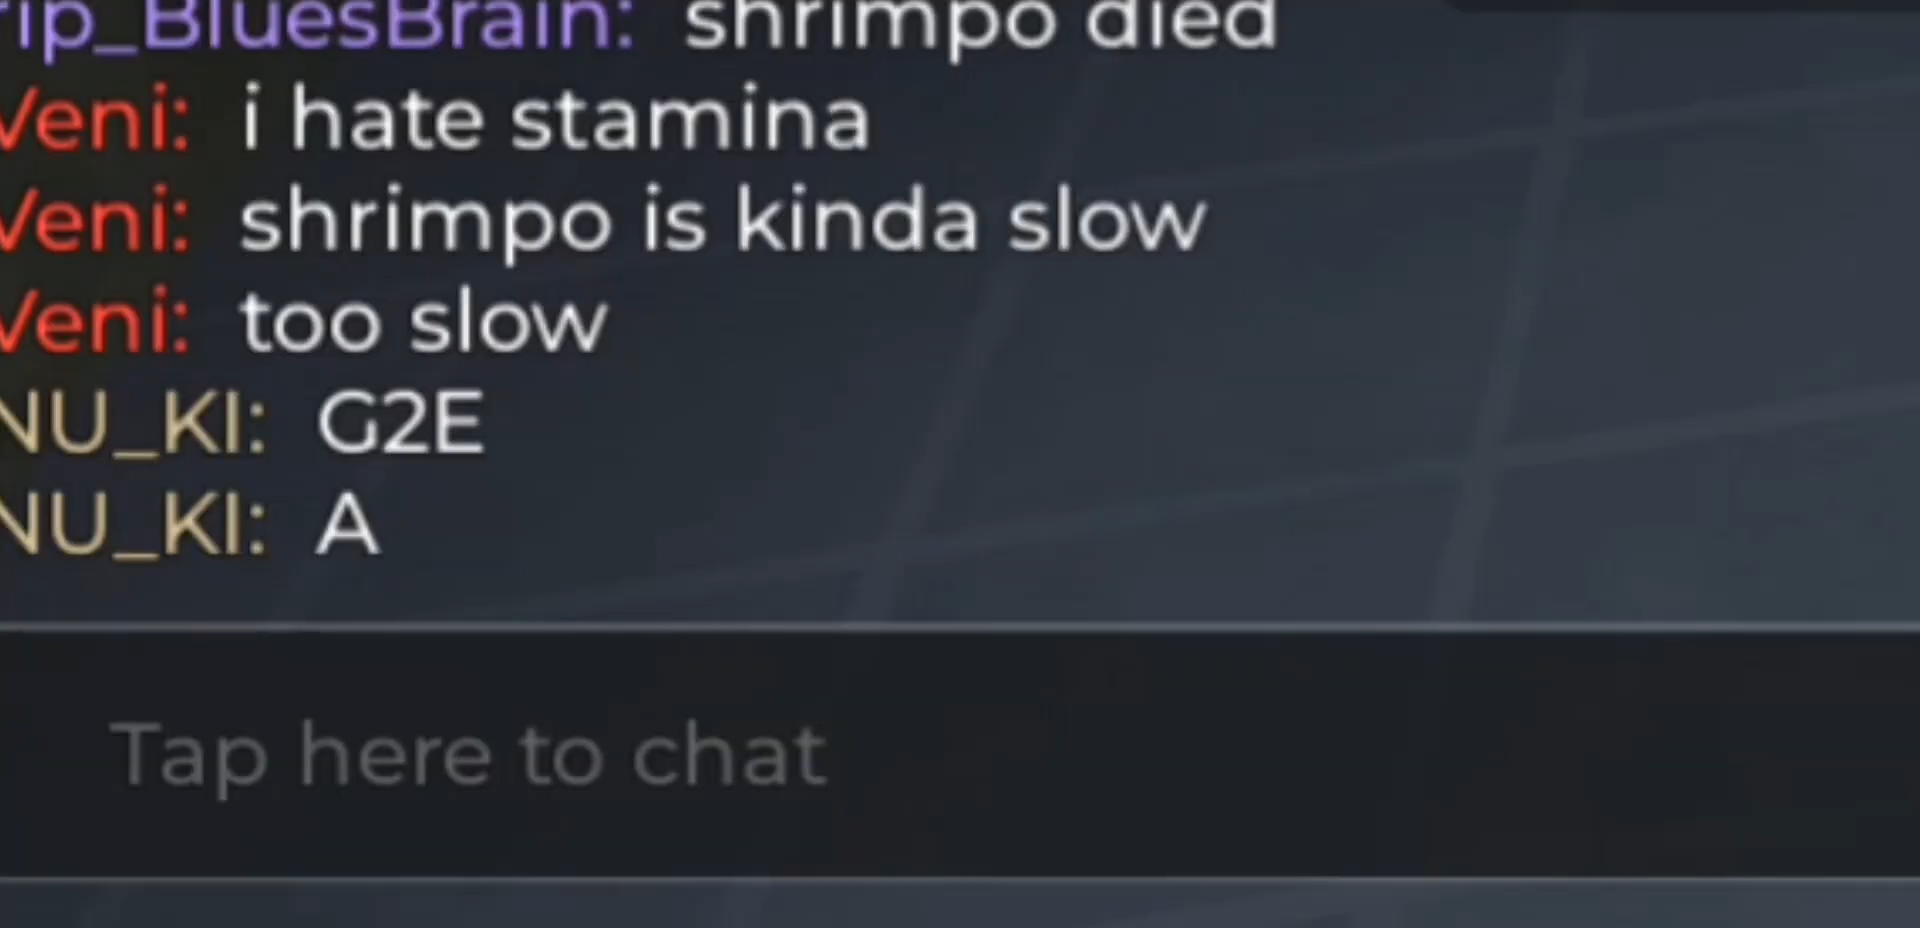 rip_BluesBrain: shrimpo died
Veni: i hate stamina
Veni: shrimpo is kinda slow
Veni: too slow
NU_KI: G2E
NU_KI: A
Tap here to chat